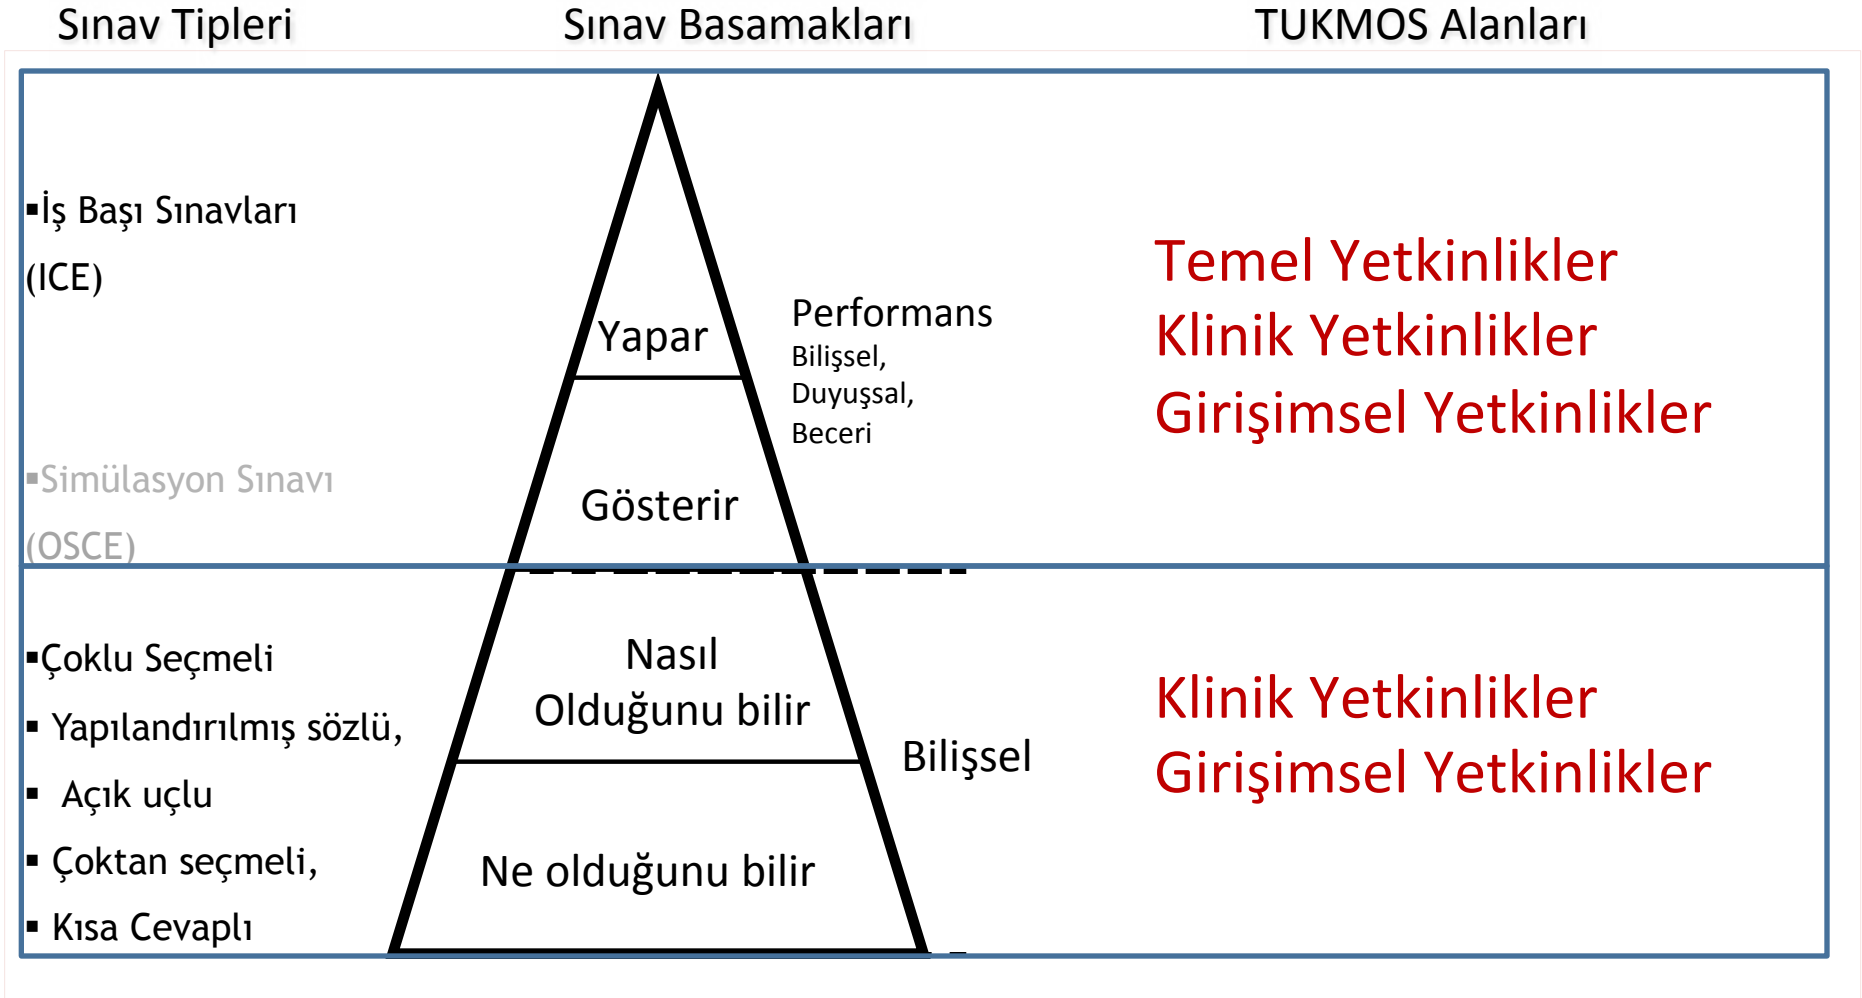 Sınav Tipleri
Sınav Basamakları
TUKMOS Alanları
▪İş Başı Sınavları
(ICE)
▪Simülasyon Sınavı
(OSCE)
Yapar
Gösterir
Performans
Bilişsel,
Duyuşsal,
Beceri
Temel Yetkinlikler
Klinik Yetkinlikler
Girişimsel Yetkinlikler
▪Çoklu Seçmeli
▪ Yapılandırılmış sözlü,
▪ Açık uçlu
▪ Çoktan seçmeli,
▪ Kısa Cevaplı
Nasıl
Olduğunu bilir
Ne olduğunu bilir
Bilişsel
Klinik Yetkinlikler
Girişimsel Yetkinlikler